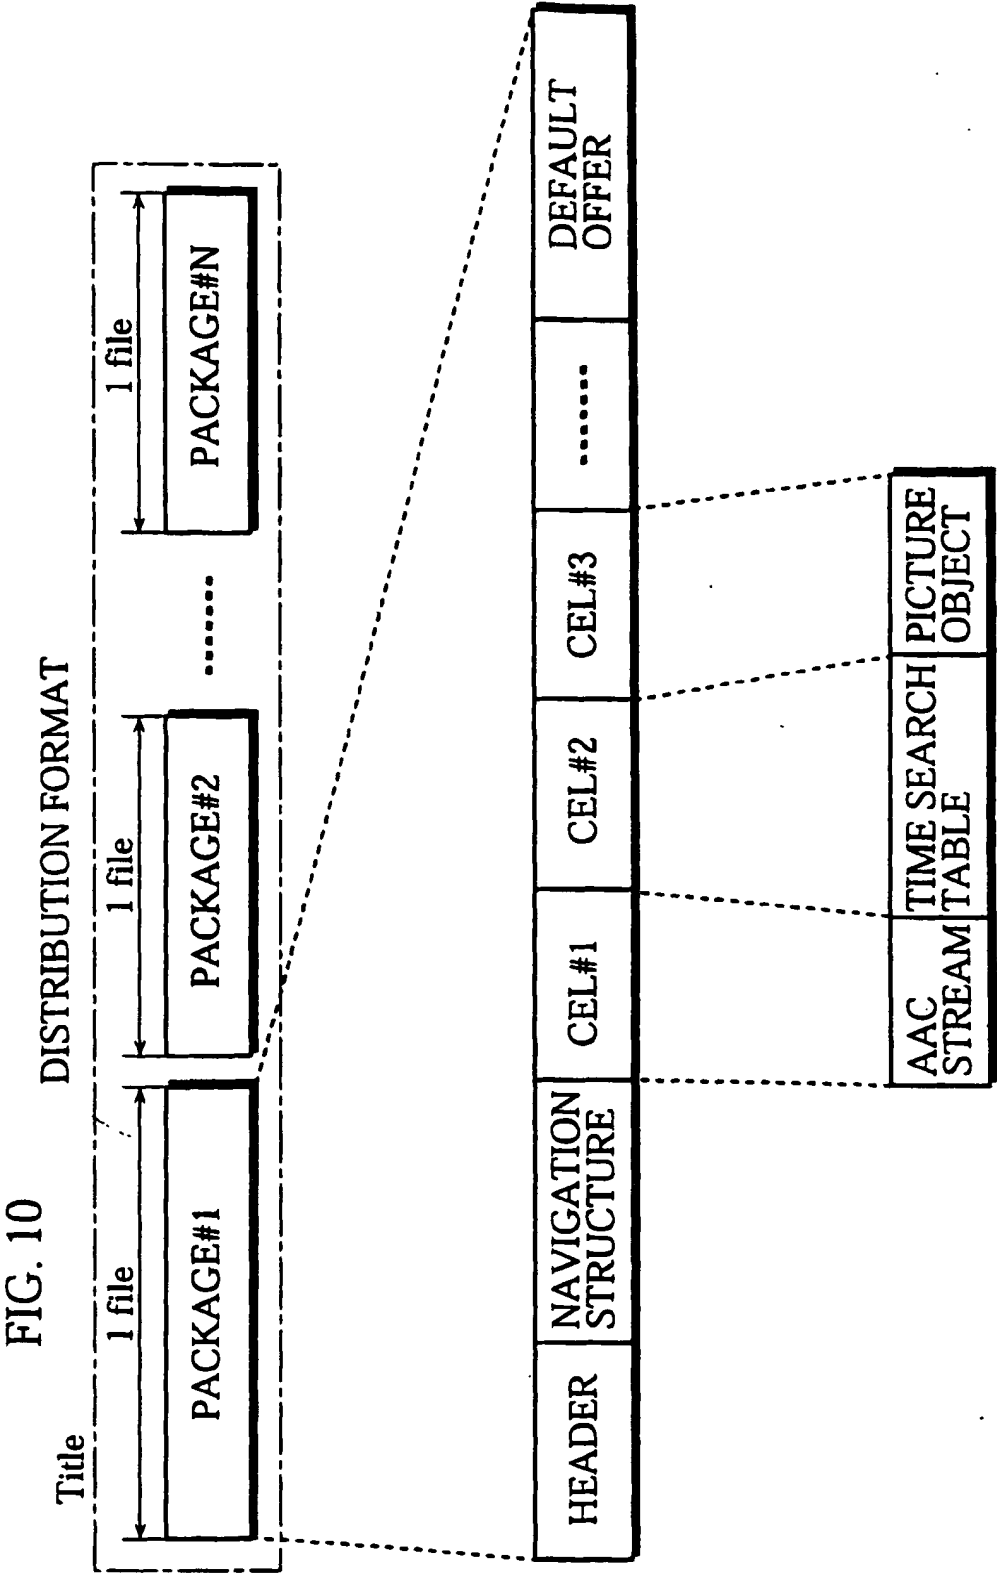 FIG. 10
DISTRIBUTION FORMAT
Title
1 file
1 file
1 file
PACKAGE#1
PACKAGE#2
........
PACKAGE#N
HEADER
NAVIGATION
STRUCTURE
CEL#1
CEL#2
CEL#3
........
DEFAULT
OFFER
AAC
STREAM
TIME SEARCH
TABLE
PICTURE
OBJECT